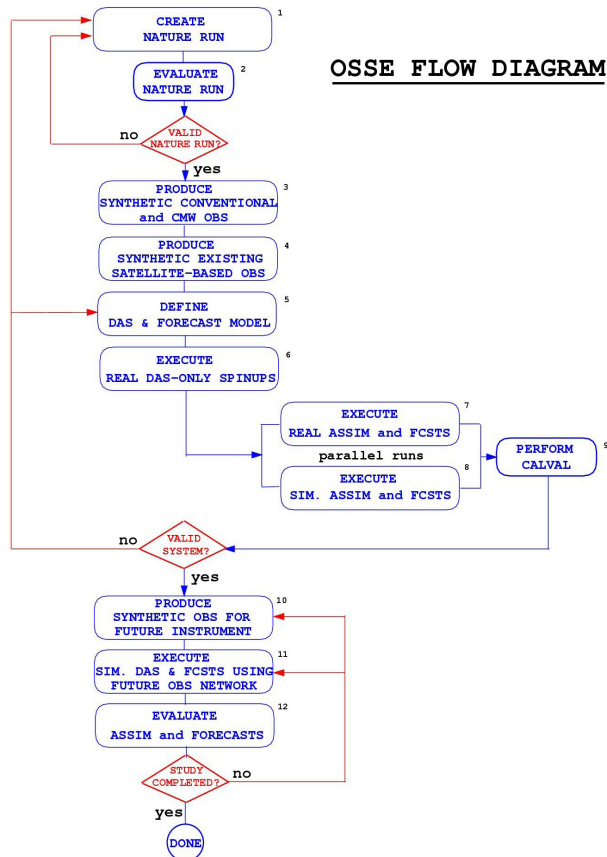 OSSE FLOW DIAGRAM
1
CREATE
NATURE RUN
2
EVALUATE
NATURE RUN
no
VALID
NATURE RUN?
yes
3
PRODUCE
SYNTHETIC CONVENTIONAL
and CMW OBS
4
PRODUCE
SYNTHETIC EXISTING
SATELLITE-BASED OBS
5
DEFINE
DAS & FORECAST MODEL
6
EXECUTE
REAL DAS-ONLY SPINUPS
7
EXECUTE
REAL ASSIM and FCSTS
parallel runs
8
EXECUTE
SIM. ASSIM and FCSTS
9
PERFORM
CALVAL
no
VALID
SYSTEM?
yes
10
PRODUCE
SYNTHETIC OBS FOR
FUTURE INSTRUMENT
11
EXECUTE
SIM. DAS & FCSTS USING
FUTURE OBS NETWORK
12
EVALUATE
ASSIM and FORECASTS
STUDY
COMPLETED?
no
yes
DONE